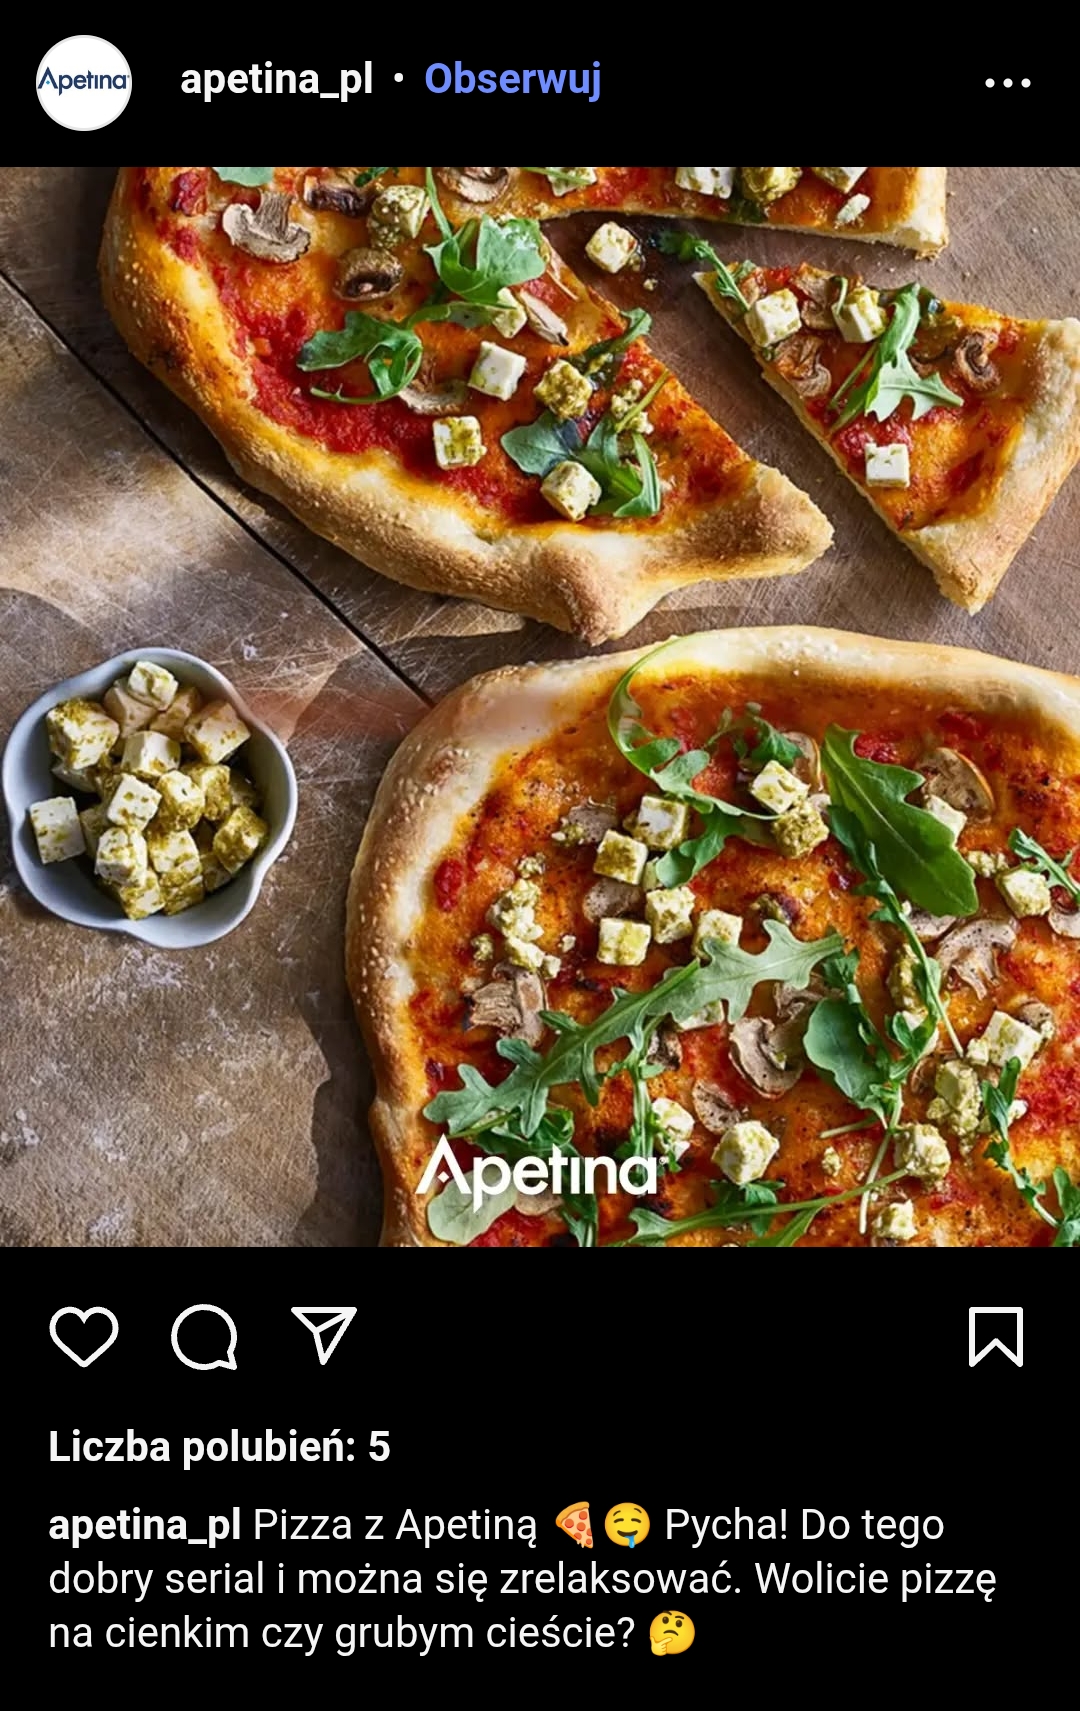 Apetina
apetina_pl • Obserwuj
Apetina
Liczba polubień: 5
apetina_pl Pizza z Apetiną 🍕🤤 Pycha! Do tego
dobry serial i można się zrelaksować. Wolicie pizzę
na cienkim czy grubym cieście? 🤔